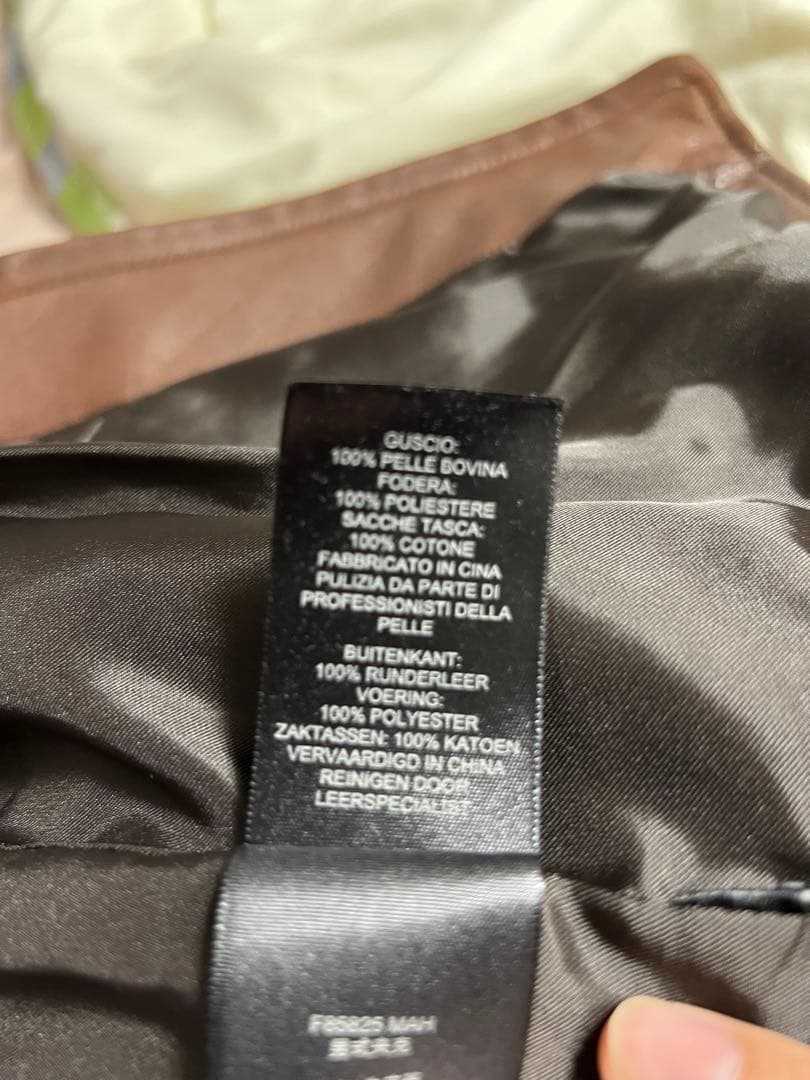 GUSCIO:
100% PELLE BOVINA
FODERA:
100% POLIESTERE
SACCHE TASCA:
100% COTONE
FABBRICATO IN CINA
PULIZIA DA PARTE DI
PROFESSIONISTI DELLA
PELLE
BUITENKANT:
100% RUNDERLEER
VOERING:
100% POLYESTER
ZAKTASSEN: 100% KATOEN
VERVAARDIGD IN CHINA
REINIGEN DOOR
LEERSPECIALIST
F85825 MAH